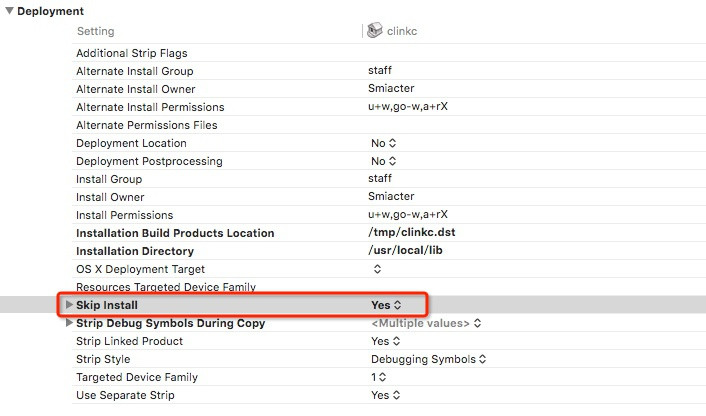 Deployment
Setting clinkc
Additional Strip Flags
Alternate Install Group staff
Alternate Install Owner Smiacter
Alternate Install Permissions u+w,go-w,a+rX
Alternate Permissions Files
Deployment Location No
Deployment Postprocessing No
Install Group staff
Install Owner Smiacter
Install Permissions u+w,go-w,a+rX
Installation Build Products Location /tmp/clinkc.dst
Installation Directory /usr/local/lib
OS X Deployment Target
Resources Targeted Device Family
Skip Install Yes
Strip Debug Symbols During Copy <Multiple values>
Strip Linked Product Yes
Strip Style Debugging Symbols
Targeted Device Family 1
Use Separate Strip Yes